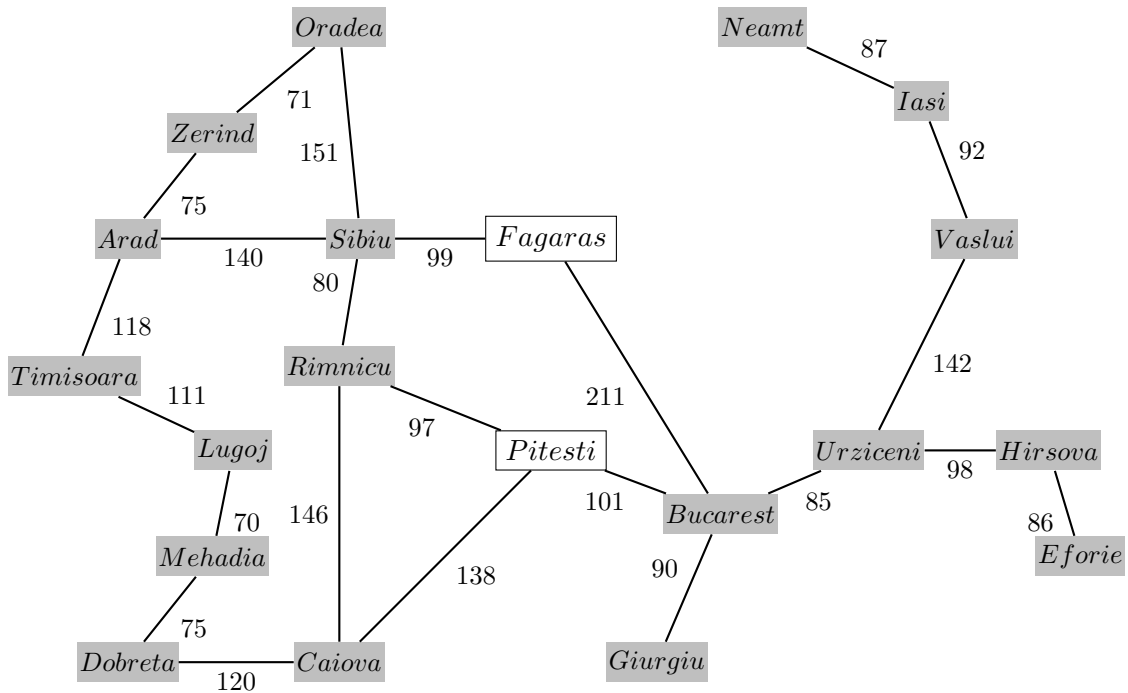 Oradea
Neamt
87
71
Iasi
Zerind
151
92
75
Arad
Sibiu
Fagaras
Vaslui
140
99
80
118
Rimnicu
142
Timisoara
111
211
97
Lugoj
Pitesti
Urziceni
Hirsova
98
101
85
Bucarest
146
70
86
Mehadia
Eforie
138
90
75
Dobreta
Caiova
Giurgiu
120